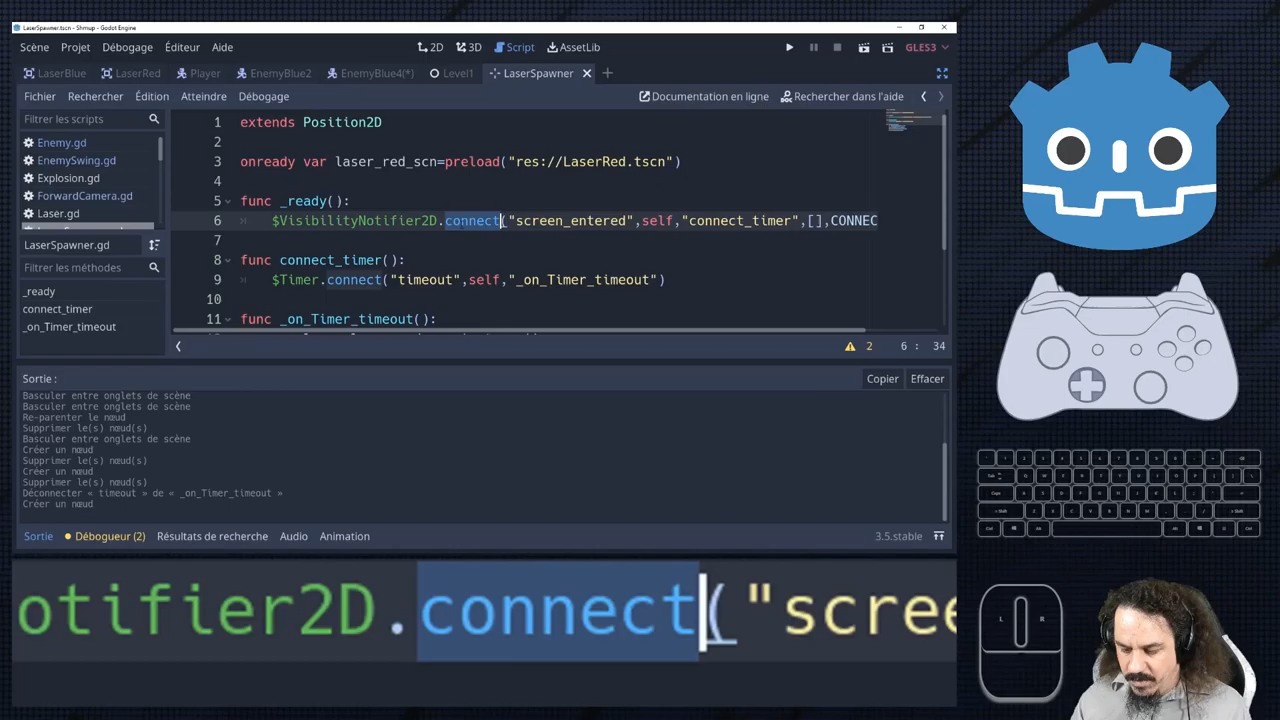 LaserSpawner.tscn - Shmup - Godot Engine
Scène Projet Débogage Éditeur Aide
2D 3D Script AssetLib
GLES3
LaserBlue LaserRed Player EnemyBlue2 EnemyBlue4(*) Level1 LaserSpawner
Fichier Rechercher Édition Atteindre Débogage
Documentation en ligne Rechercher dans l'aide
Filtrer les scripts
Enemy.gd
EnemySwing.gd
Explosion.gd
ForwardCamera.gd
Laser.gd
LaserSpawner.gd
Filtrer les méthodes
_ready
connect_timer
_on_Timer_timeout
1 extends Position2D
2
3 onready var laser_red_scn=preload("res://LaserRed.tscn")
4
5 func _ready():
6 $VisibilityNotifier2D.connect("screen_entered",self,"connect_timer",[],CONNEC
7
8 func connect_timer():
9 $Timer.connect("timeout",self,"_on_Timer_timeout")
10
11 func _on_Timer_timeout():
2 6 : 34
Sortie :
Copier Effacer
Basculer entre onglets de scène
Basculer entre onglets de scène
Re-parenter le nœud
Supprimer le(s) nœud(s)
Basculer entre onglets de scène
Créer un nœud
Supprimer le(s) nœud(s)
Créer un nœud
Supprimer le(s) nœud(s)
Déconnecter « timeout » de « _on_Timer_timeout »
Créer un nœud
Sortie Débogueur (2) Résultats de recherche Audio Animation
3.5.stable
otifier2D.connect("scree
L R